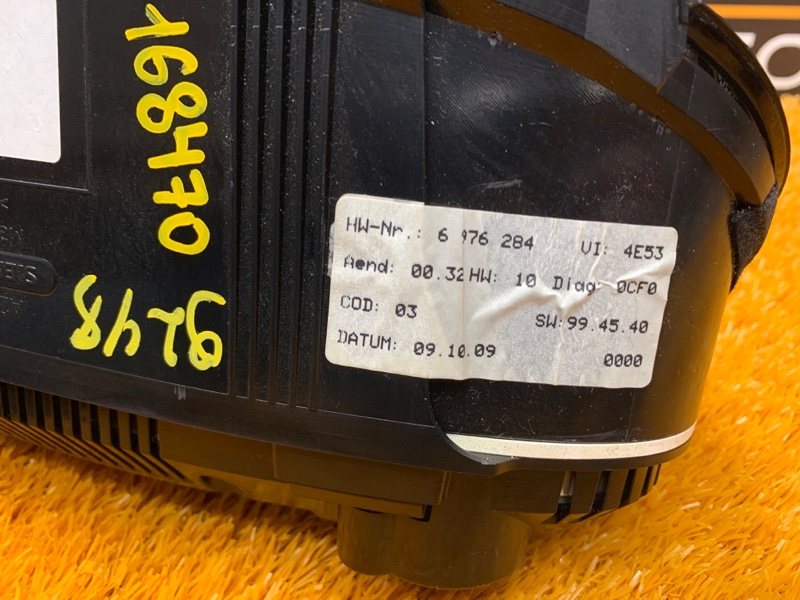 168470
9248
HW-Nr.: 6 976 284 VI: 4E53
Aend: 00.32 HW: 10 Diag: 0CF0
COD: 03 SW: 99.45.40
DATUM: 09.10.09 0000